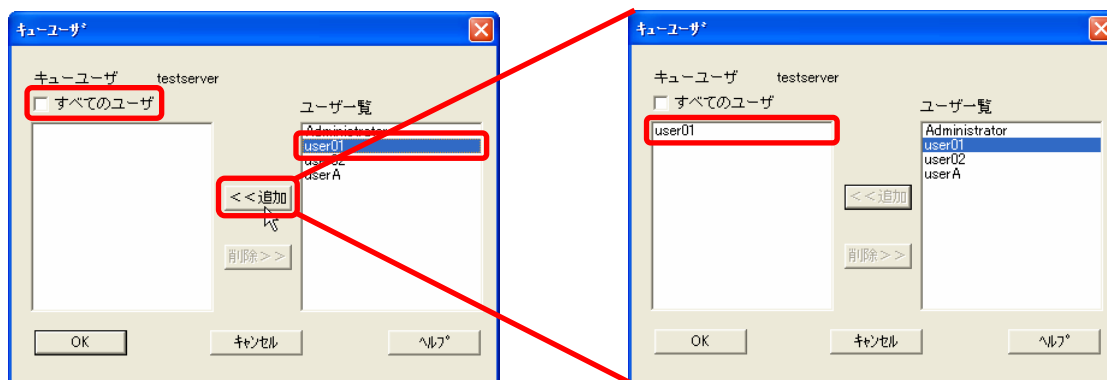 キューユーザ
キューユーザ testserver
すべてのユーザ
ユーザ一覧
Administrator
user01
user02
userA
<<追加
削除>>
OK
キャンセル
ヘルプ
キューユーザ
キューユーザ testserver
すべてのユーザ
ユーザ一覧
user01
Administrator
user01
user02
userA
<<追加
削除>>
OK
キャンセル
ヘルプ